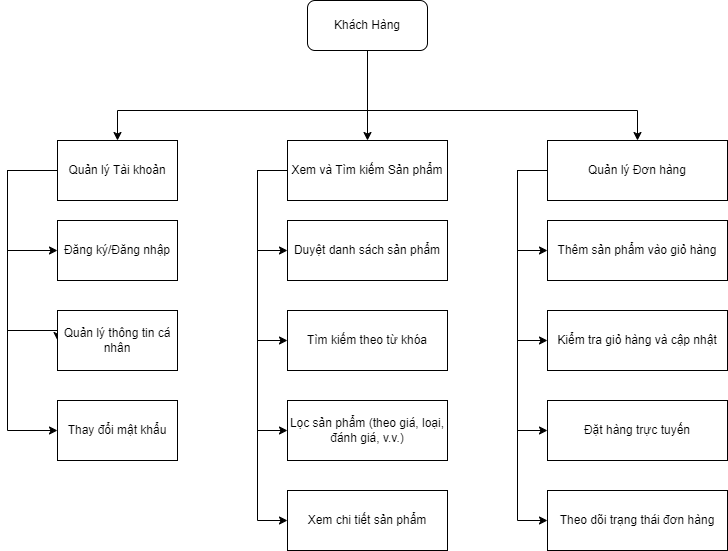 Khách Hàng
Quản lý Tài khoản
Xem và Tìm kiếm Sản phẩm
Quản lý Đơn hàng
Đăng ký/Đăng nhập
Duyệt danh sách sản phẩm
Thêm sản phẩm vào giỏ hàng
Quản lý thông tin cá
nhân
Tìm kiếm theo từ khóa
Kiểm tra giỏ hàng và cập nhật
Thay đổi mật khẩu
Lọc sản phẩm (theo giá, loại,
đánh giá, v.v.)
Đặt hàng trực tuyến
Xem chi tiết sản phẩm
Theo dõi trạng thái đơn hàng